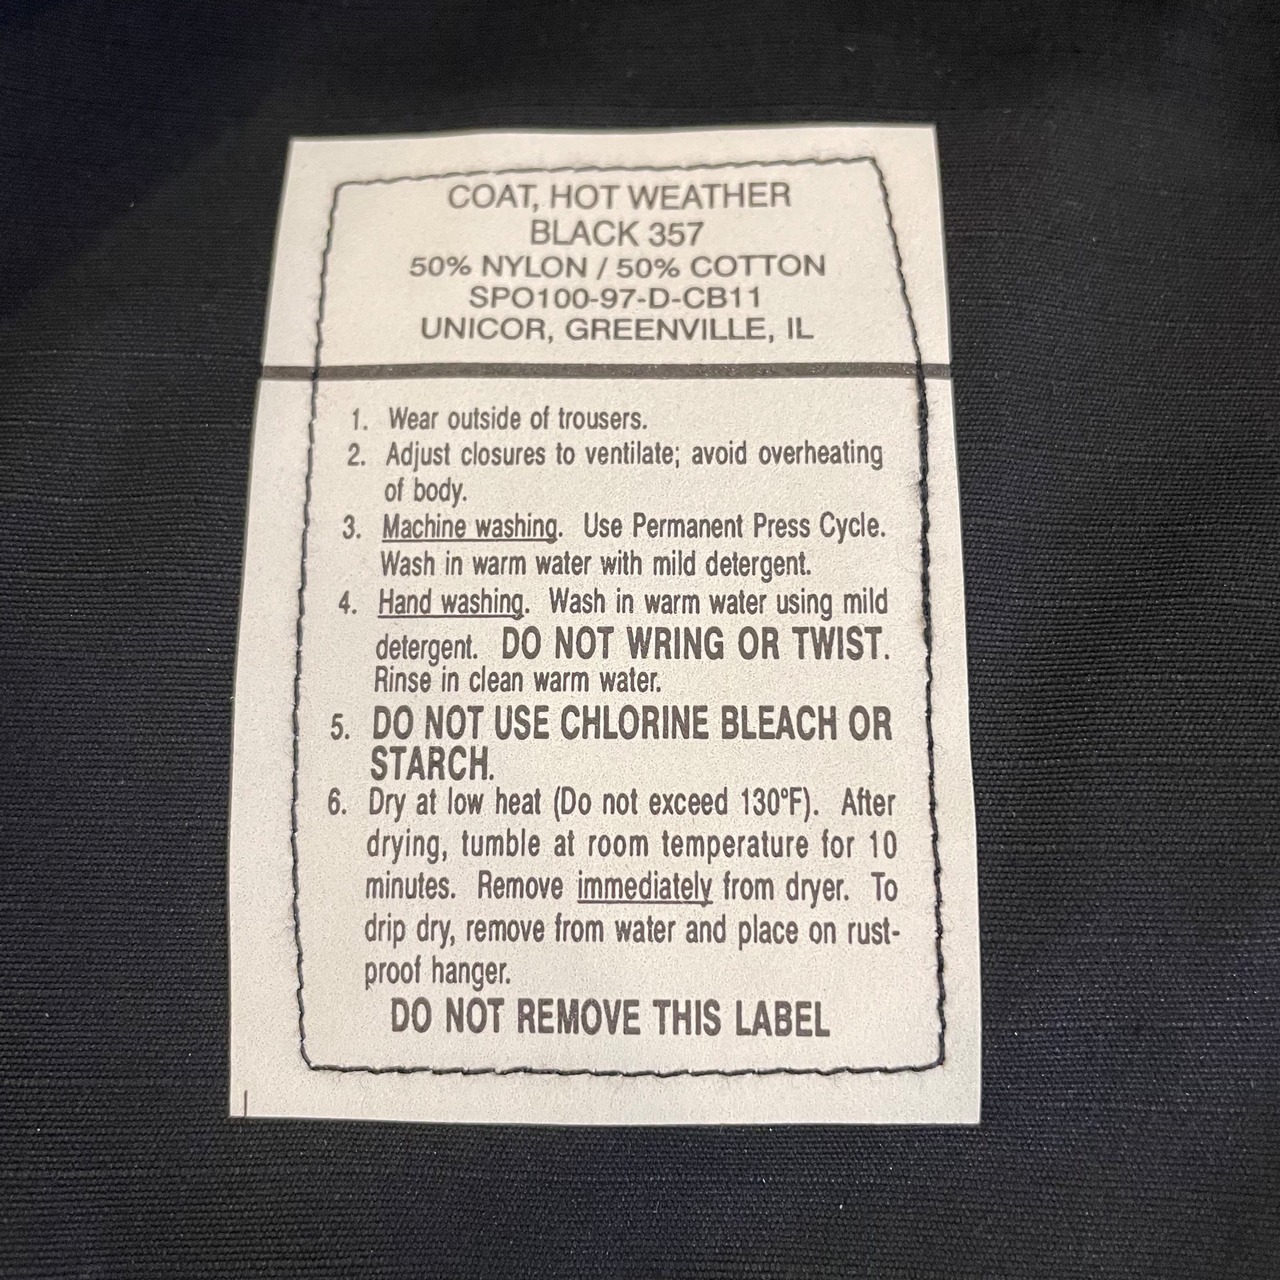 COAT, HOT WEATHER
BLACK 357
50% NYLON / 50% COTTON
SPO100-97-D-CB11
UNICOR, GREENVILLE, IL
1. Wear outside of trousers.
2. Adjust closures to ventilate; avoid overheating
of body.
3. Machine washing. Use Permanent Press Cycle.
Wash in warm water with mild detergent.
4. Hand washing. Wash in warm water using mild
detergent. DO NOT WRING OR TWIST.
Rinse in clean warm water.
5. DO NOT USE CHLORINE BLEACH OR
STARCH.
6. Dry at low heat (Do not exceed 130°F). After
drying, tumble at room temperature for 10
minutes. Remove immediately from dryer. To
drip dry, remove from water and place on rust-
proof hanger.
DO NOT REMOVE THIS LABEL